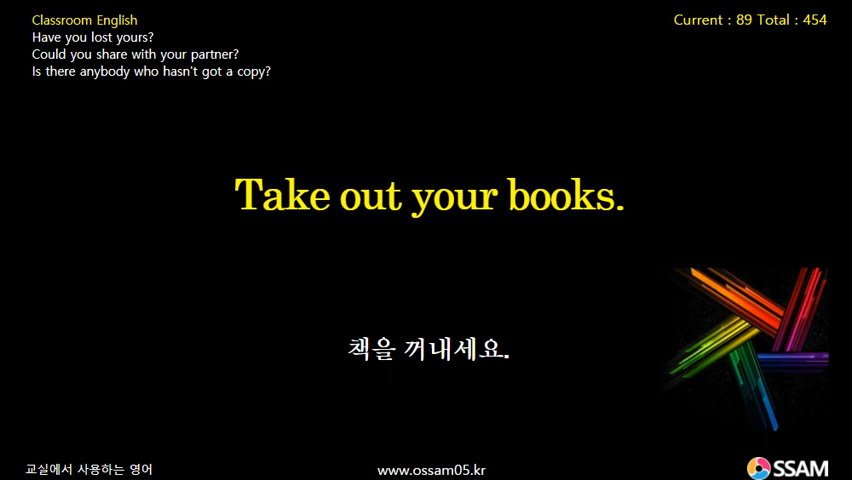 Classroom English
Current : 89 Total : 454
Have you lost yours?
Could you share with your partner?
Is there anybody who hasn't got a copy?
Take out your books.
책을 꺼내세요.
교실에서 사용하는 영어
www.ossam05.kr
SSAM